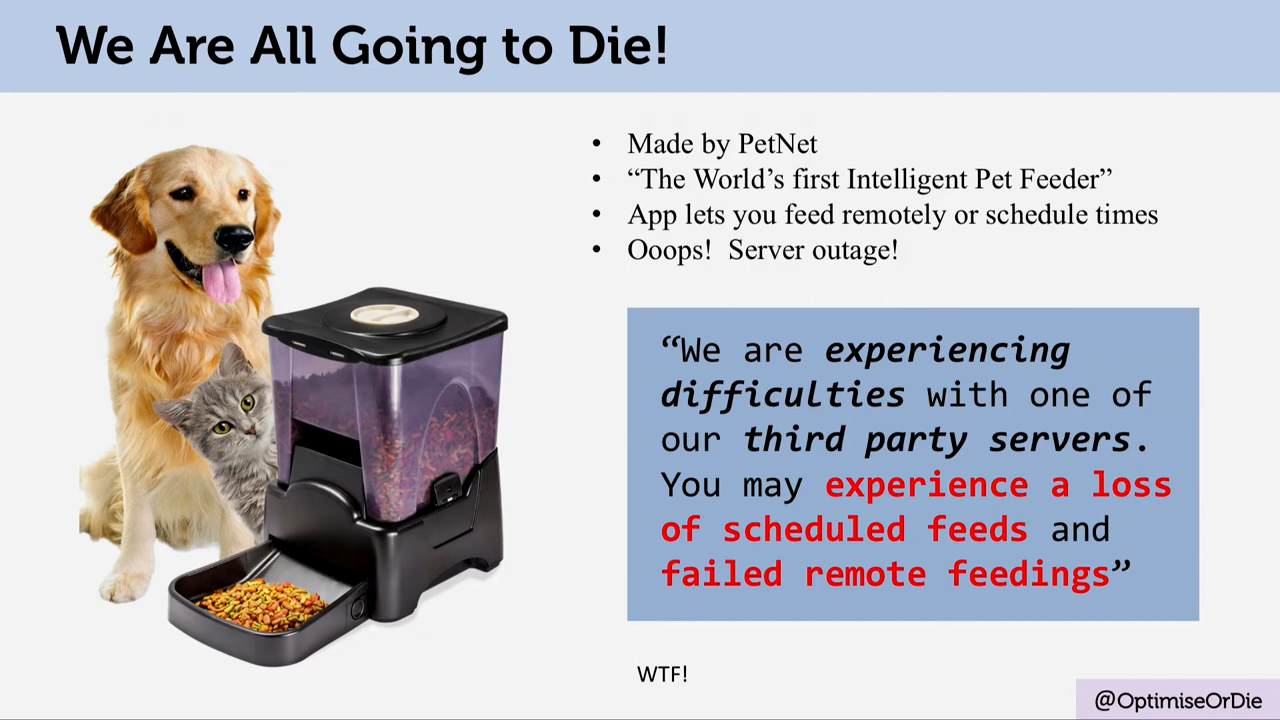 We Are All Going to Die!
• Made by PetNet
• “The World’s first Intelligent Pet Feeder”
• App lets you feed remotely or schedule times
• Ooops!  Server outage!
“We are experiencing
difficulties with one of
our third party servers.
You may experience a loss
of scheduled feeds and
failed remote feedings”
WTF!
@OptimiseOrDie